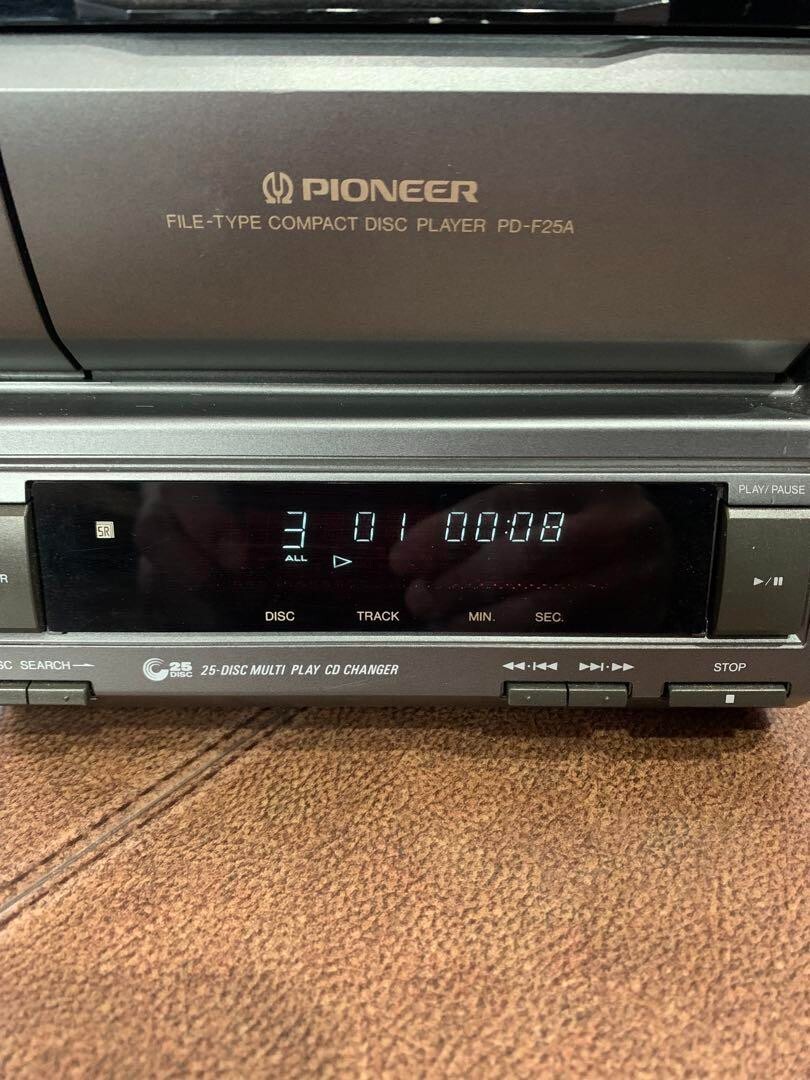 PIONEER
FILE-TYPE COMPACT DISC PLAYER PD-F25A
PLAY/PAUSE
SR
3 01 00:08
ALL
DISC TRACK MIN. SEC.
SEARCH
25 DISC 25-DISC MULTI PLAY CD CHANGER
STOP